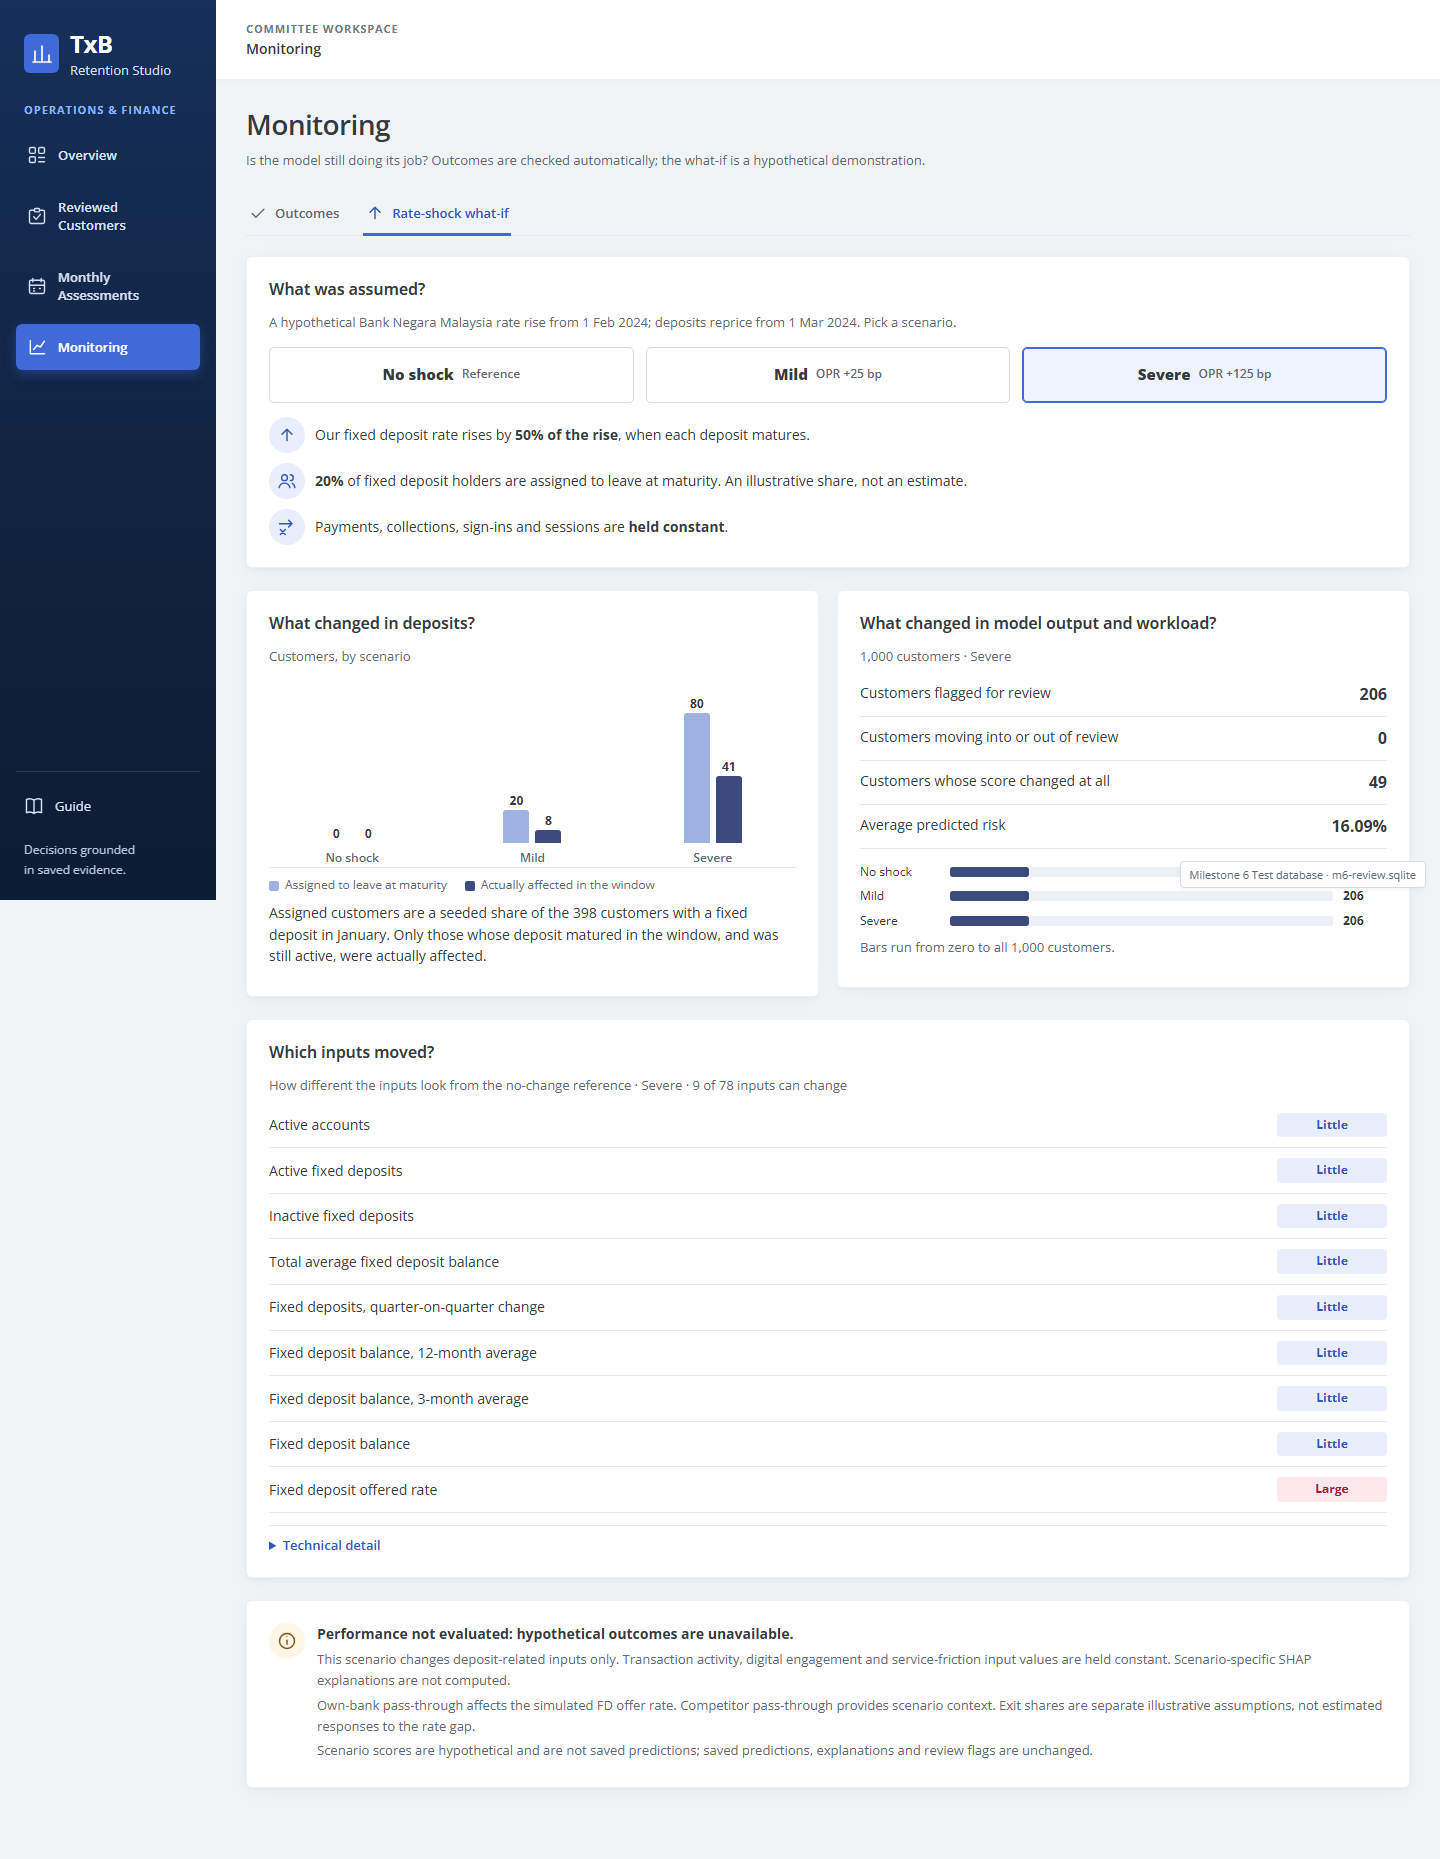 TxB
Retention Studio
OPERATIONS & FINANCE
Overview
Reviewed
Customers
Monthly
Assessments
Monitoring
Guide
Decisions grounded
in saved evidence.
COMMITTEE WORKSPACE
Monitoring
Monitoring
Is the model still doing its job? Outcomes are checked automatically; the what-if is a hypothetical demonstration.
Outcomes
Rate-shock what-if
What was assumed?
A hypothetical Bank Negara Malaysia rate rise from 1 Feb 2024; deposits reprice from 1 Mar 2024. Pick a scenario.
No shock Reference
Mild OPR +25 bp
Severe OPR +125 bp
Our fixed deposit rate rises by 50% of the rise, when each deposit matures.
20% of fixed deposit holders are assigned to leave at maturity. An illustrative share, not an estimate.
Payments, collections, sign-ins and sessions are held constant.
What changed in deposits?
Customers, by scenario
0 0
20 8
80 41
No shock
Mild
Severe
Assigned to leave at maturity
Actually affected in the window
Assigned customers are a seeded share of the 398 customers with a fixed
deposit in January. Only those whose deposit matured in the window, and was
still active, were actually affected.
What changed in model output and workload?
1,000 customers · Severe
Customers flagged for review 206
Customers moving into or out of review 0
Customers whose score changed at all 49
Average predicted risk 16.09%
No shock
Milestone 6 Test database · m6-review.sqlite
Mild 206
Severe 206
Bars run from zero to all 1,000 customers.
Which inputs moved?
How different the inputs look from the no-change reference · Severe · 9 of 78 inputs can change
Active accounts Little
Active fixed deposits Little
Inactive fixed deposits Little
Total average fixed deposit balance Little
Fixed deposits, quarter-on-quarter change Little
Fixed deposit balance, 12-month average Little
Fixed deposit balance, 3-month average Little
Fixed deposit balance Little
Fixed deposit offered rate Large
Technical detail
Performance not evaluated: hypothetical outcomes are unavailable.
This scenario changes deposit-related inputs only. Transaction activity, digital engagement and service-friction input values are held constant. Scenario-specific SHAP
explanations are not computed.
Own-bank pass-through affects the simulated FD offer rate. Competitor pass-through provides scenario context. Exit shares are separate illustrative assumptions, not estimated
responses to the rate gap.
Scenario scores are hypothetical and are not saved predictions; saved predictions, explanations and review flags are unchanged.